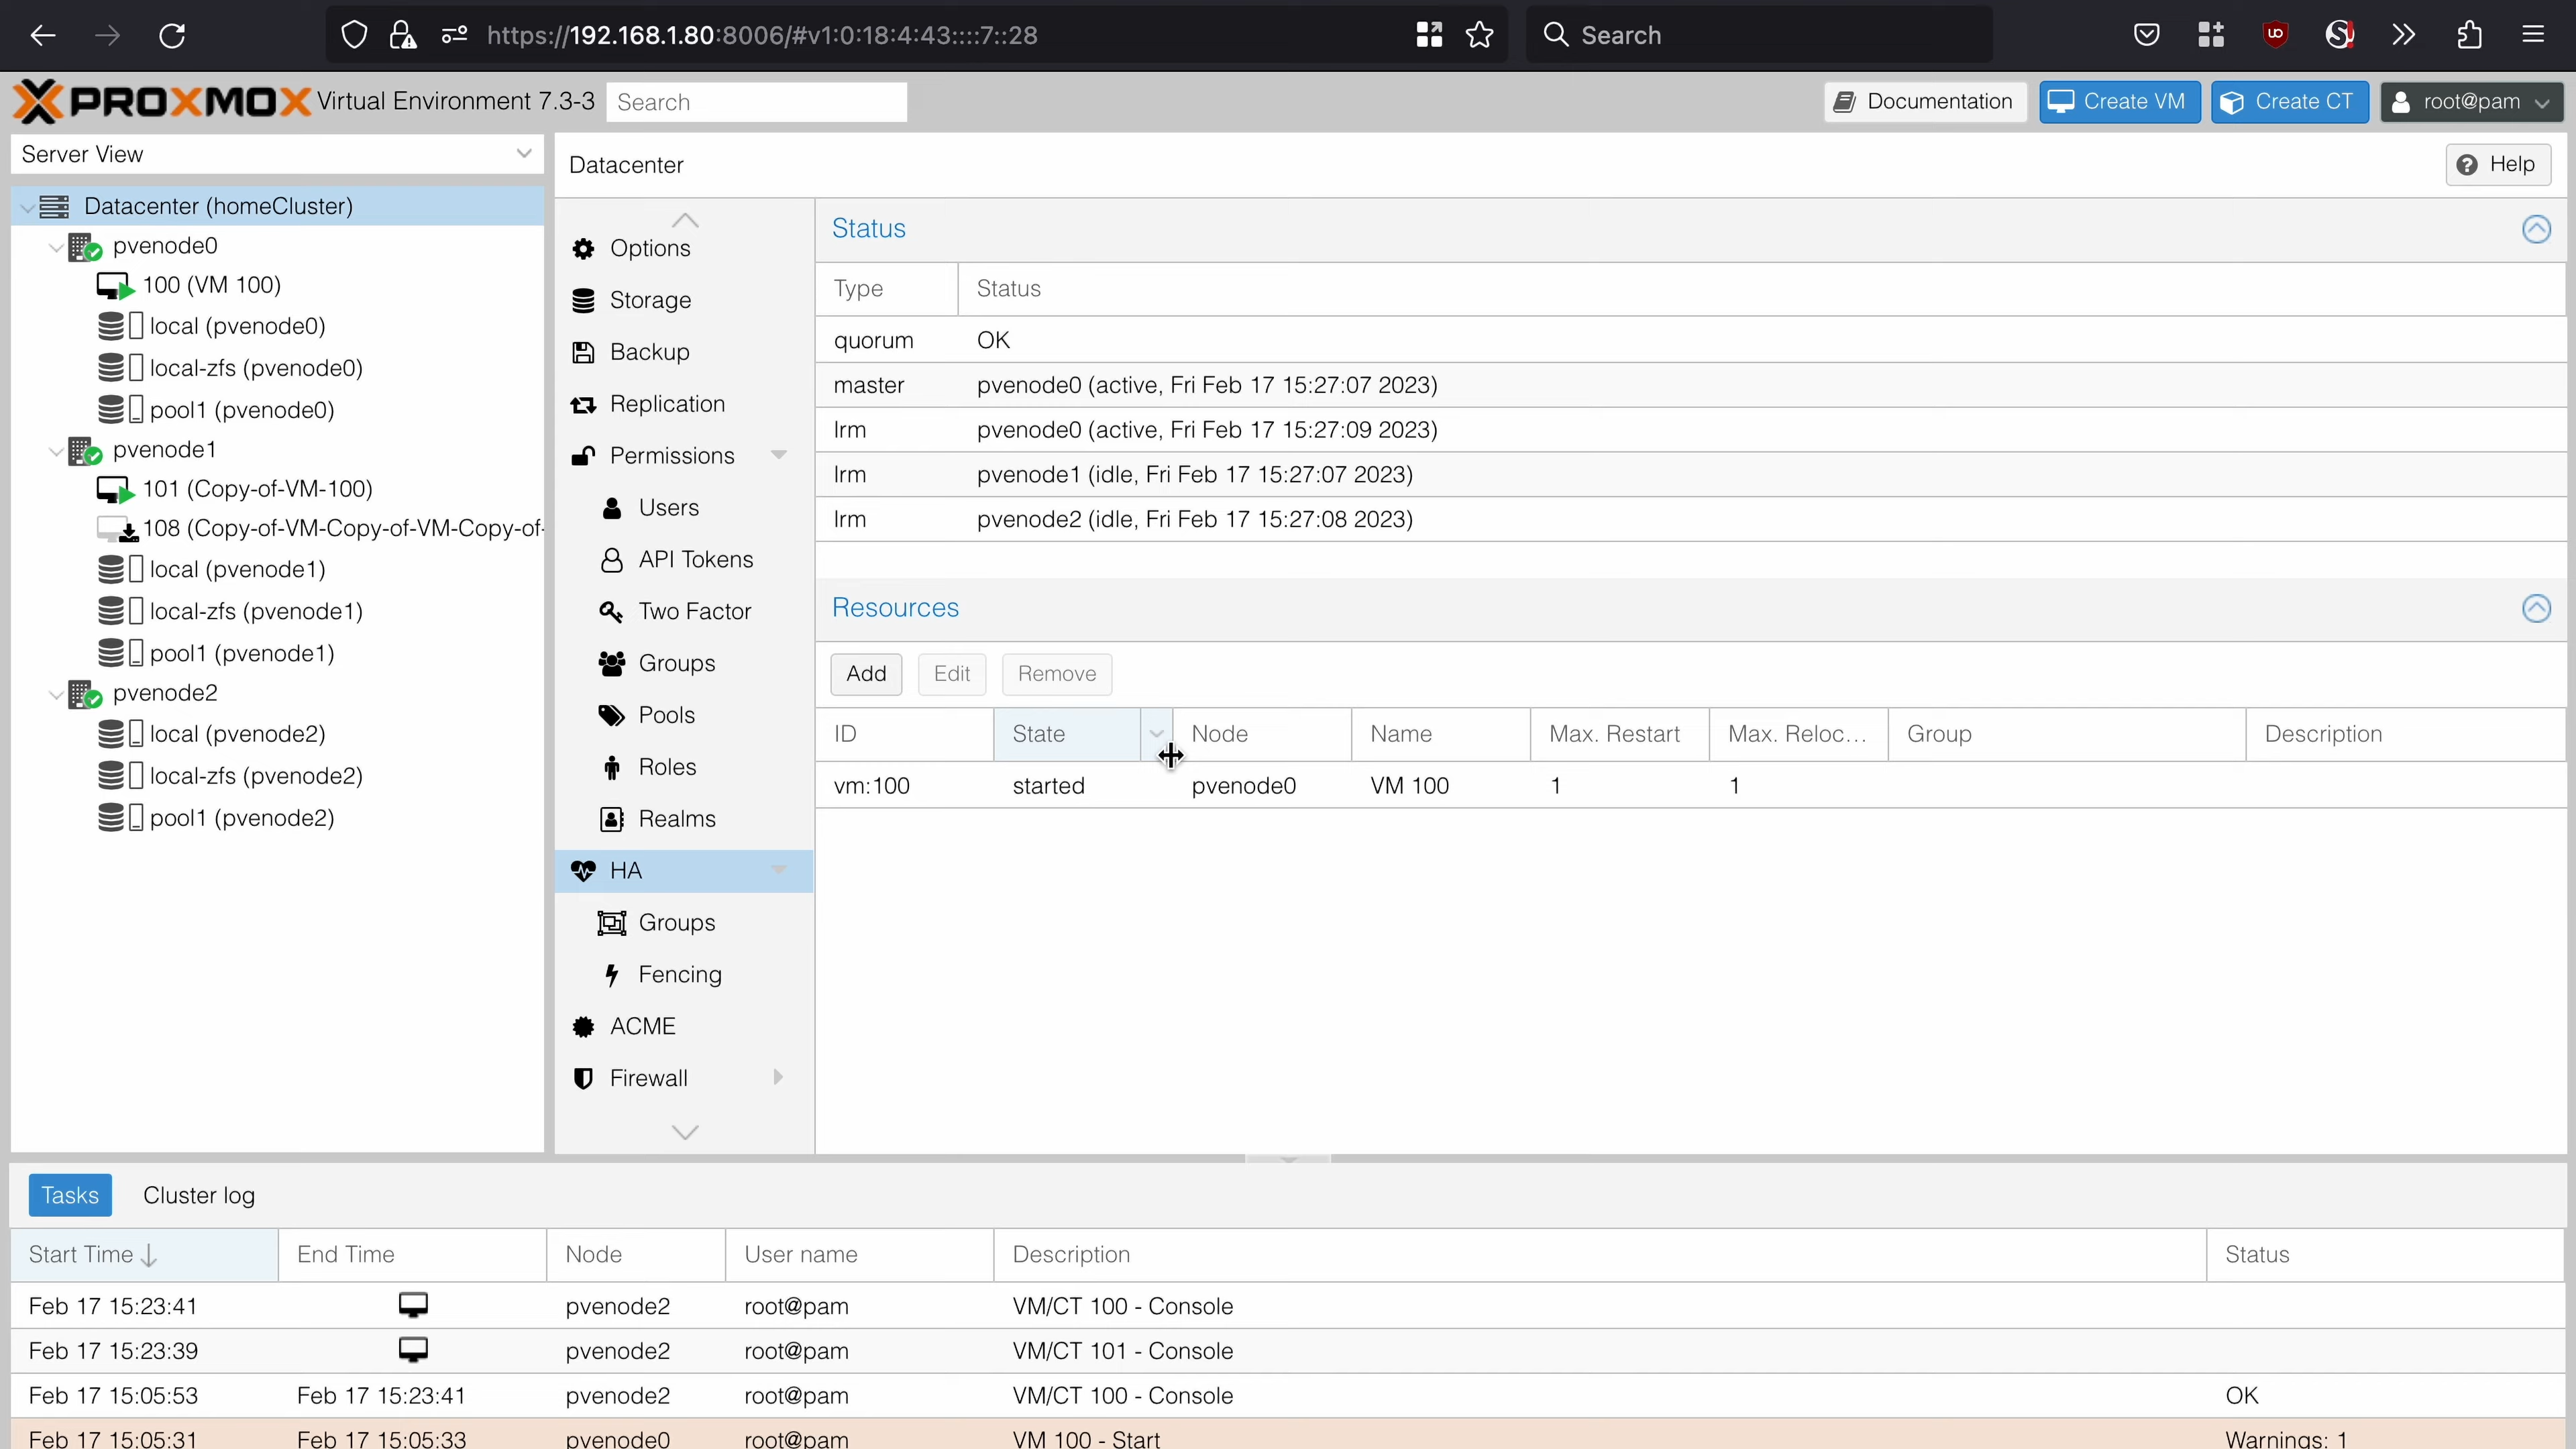 https://192.168.1.80:8006/#v1:0:18:4:43::::7::28
Search
PROXMOX Virtual Environment 7.3-3
Search
Documentation
Create VM
Create CT
root@pam
Server View
Datacenter (homeCluster)
pvenode0
100 (VM 100)
local (pvenode0)
local-zfs (pvenode0)
pool1 (pvenode0)
pvenode1
101 (Copy-of-VM-100)
108 (Copy-of-VM-Copy-of-VM-Copy-of-
local (pvenode1)
local-zfs (pvenode1)
pool1 (pvenode1)
pvenode2
local (pvenode2)
local-zfs (pvenode2)
pool1 (pvenode2)
Datacenter
Help
Options
Storage
Backup
Replication
Permissions
Users
API Tokens
Two Factor
Groups
Pools
Roles
Realms
HA
Groups
Fencing
ACME
Firewall
Status
Type Status
quorum OK
master pvenode0 (active, Fri Feb 17 15:27:07 2023)
lrm pvenode0 (active, Fri Feb 17 15:27:09 2023)
lrm pvenode1 (idle, Fri Feb 17 15:27:07 2023)
lrm pvenode2 (idle, Fri Feb 17 15:27:08 2023)
Resources
Add Edit Remove
ID State Node Name Max. Restart Max. Reloc... Group Description
vm:100 started pvenode0 VM 100 1 1
Tasks Cluster log
Start Time End Time Node User name Description Status
Feb 17 15:23:41 pvenode2 root@pam VM/CT 100 - Console
Feb 17 15:23:39 pvenode2 root@pam VM/CT 101 - Console
Feb 17 15:05:53 Feb 17 15:23:41 pvenode2 root@pam VM/CT 100 - Console OK
Feb 17 15:05:31 Feb 17 15:05:33 pvenode0 root@pam VM 100 - Start Warnings: 1